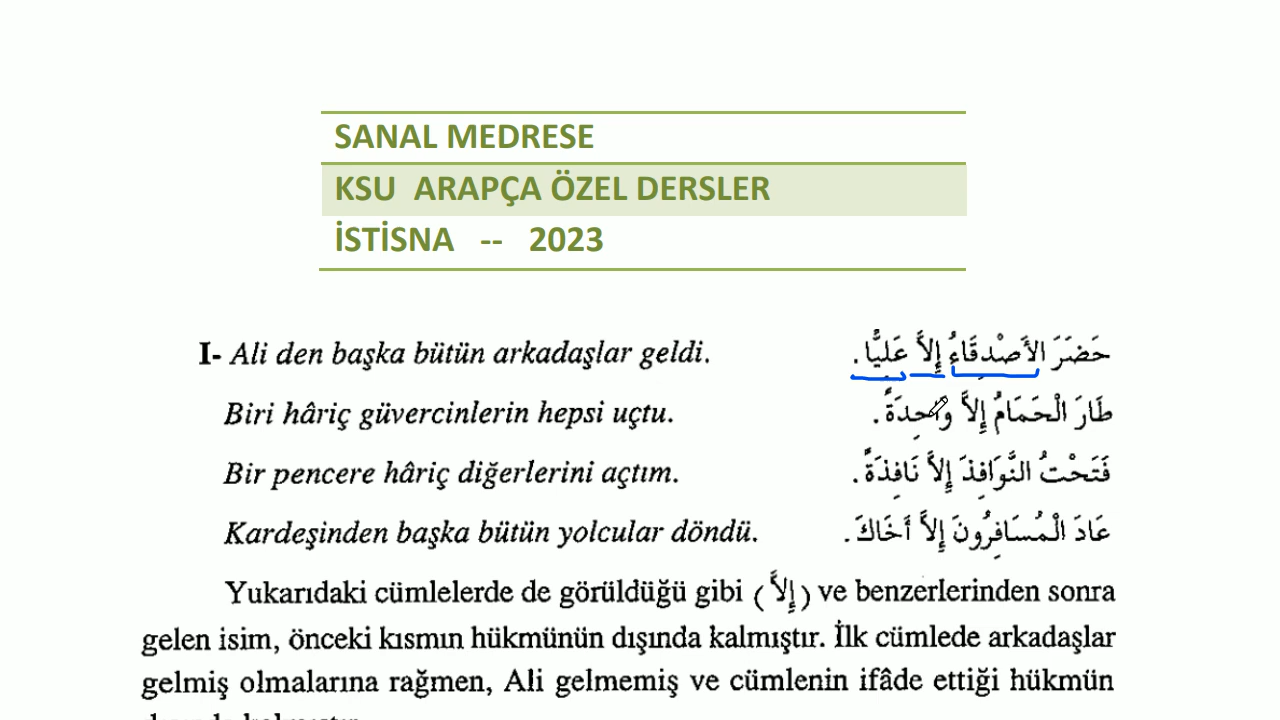 SANAL MEDRESE
KSU ARAPÇA ÖZEL DERSLER
İSTİSNA -- 2023
I- Ali den başka bütün arkadaşlar geldi. حَضَرَ الأَصْدِقَاءُ إِلاَّ عَلِيًّا .
Biri hâriç güvercinlerin hepsi uçtu. طَارَ الْحَمَامُ إِلاَّ وَاحِدَةً .
Bir pencere hâriç diğerlerini açtım. فَتَحْتُ النَّوَافِذَ إِلاَّ نَافِذَةً .
Kardeşinden başka bütün yolcular döndü. عَادَ الْمُسَافِرُونَ إِلاَّ أَخَاكَ .
Yukarıdaki cümlelerde de görüldüğü gibi (إِلاَّ) ve benzerlerinden sonra
gelen isim, önceki kısmın hükmünün dışında kalmıştır. İlk cümlede arkadaşlar
gelmiş olmalarına rağmen, Ali gelmemiş ve cümlenin ifâde ettiği hükmün